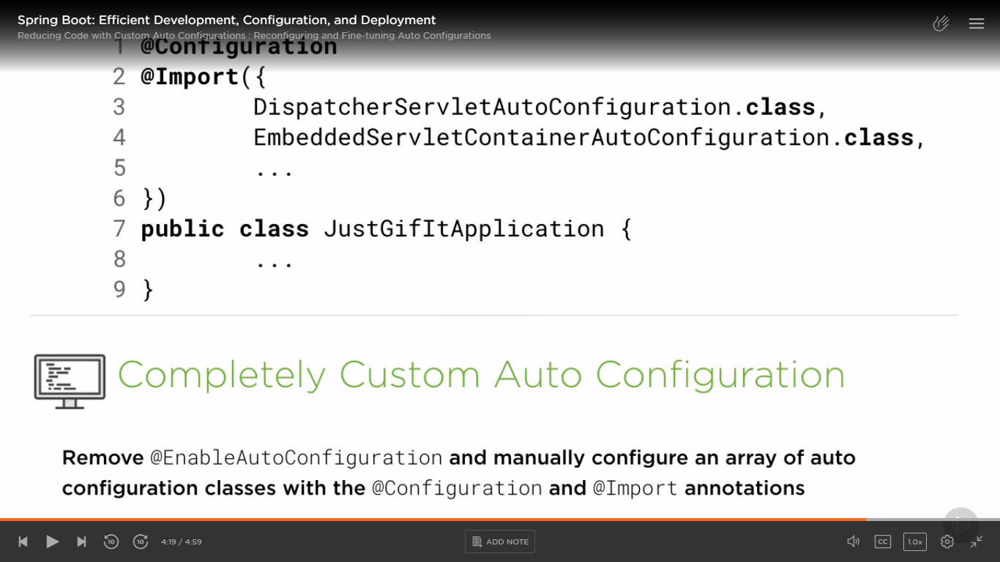 Spring Boot: Efficient Development, Configuration, and Deployment
Reducing Code with Custom Auto Configurations : Reconfiguring and Fine-tuning Auto Configurations
1 @Configuration
2 @Import({
3 DispatcherServletAutoConfiguration.class,
4 EmbeddedServletContainerAutoConfiguration.class,
5 ...
6 })
7 public class JustGifItApplication {
8 ...
9 }
Completely Custom Auto Configuration
Remove @EnableAutoConfiguration and manually configure an array of auto
configuration classes with the @Configuration and @Import annotations
10 10 4:19 / 4:59 ADD NOTE CC 1.0x